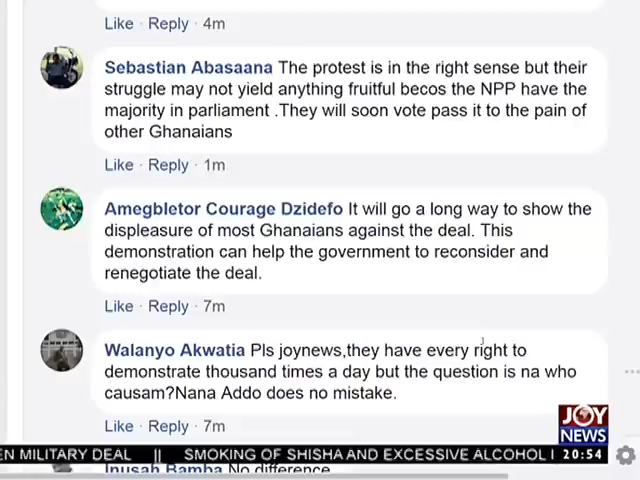 Like · Reply · 4m
Sebastian Abasaana The protest is in the right sense but their
struggle may not yield anything fruitful becos the NPP have the
majority in parliament .They will soon vote pass it to the pain of
other Ghanaians
Like · Reply · 1m
Amegbletor Courage Dzidefo It will go a long way to show the
displeasure of most Ghanaians against the deal. This
demonstration can help the government to reconsider and
renegotiate the deal.
Like · Reply · 7m
Walanyo Akwatia Pls joynews,they have every right to
demonstrate thousand times a day but the question is na who
causam?Nana Addo does no mistake.
Like · Reply · 7m
JOY
NEWS
EN MILITARY DEAL || SMOKING OF SHISHA AND EXCESSIVE ALCOHOL I 20:54
Inusah Bamba No difference